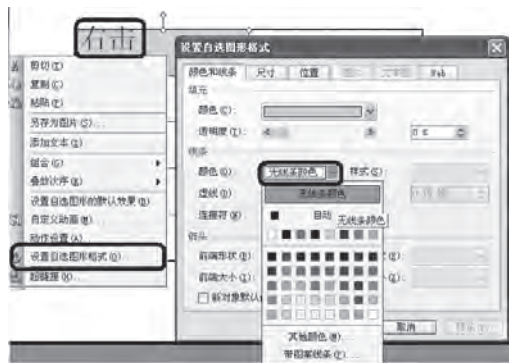 右击
剪切(T)
复制(C)
粘贴(P)
另存为图片(S)...
添加文本(X)
组合(G)
叠放次序(R)
设置自选图形的默认效果(D)
自定义动画(M)
动作设置(A)...
设置自选图形格式(O)...
超链接(H)...
设置自选图形格式
颜色和线条 尺寸 位置 图片 文本框 Web
填充
颜色(C):
透明度(T): 0 %
线条
颜色(O): 无线条颜色 样式(S):
虚线(D): 无线条颜色
连接符(N) 自动 无线条颜色
箭头
前端形状(B):
前端大小(I):
新对象默认
其他颜色(M)...
带图案线条(P)...
取消